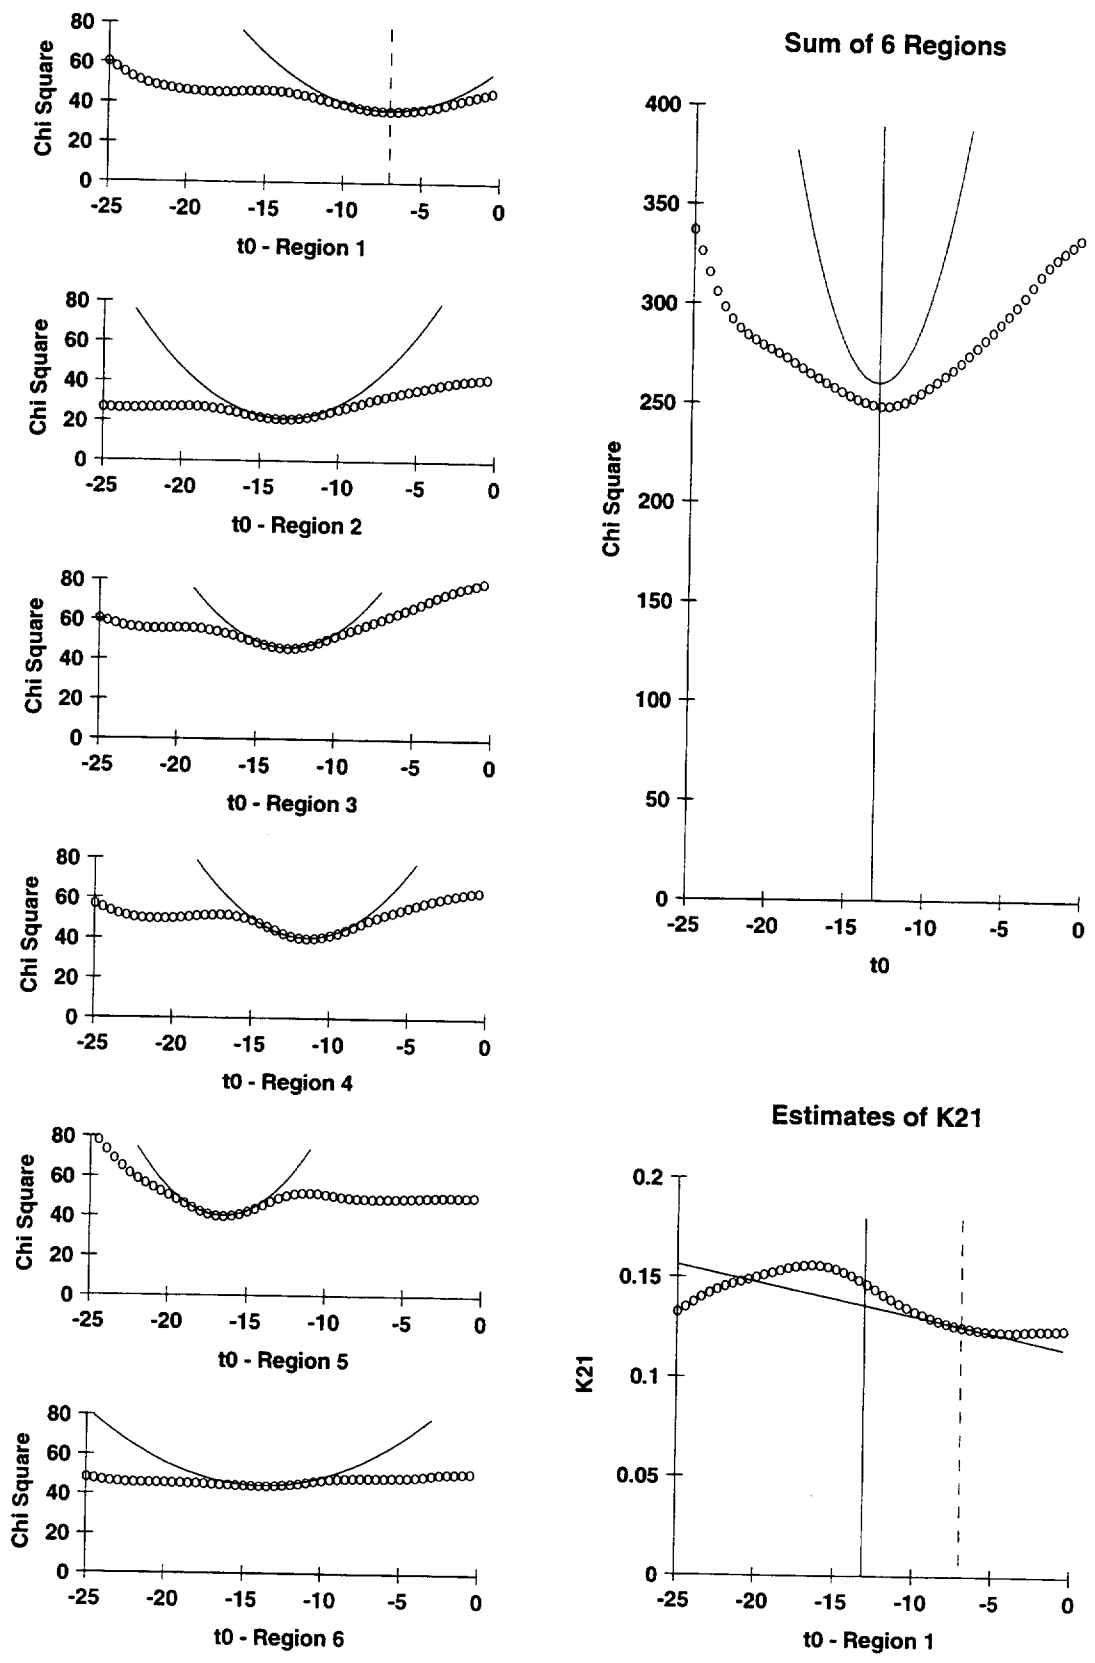 80
60
40
20
0
Chi Square
-25 -20 -15 -10 -5 0
t0 - Region 1
80
60
40
20
0
Chi Square
-25 -20 -15 -10 -5 0
t0 - Region 2
80
60
40
20
0
Chi Square
-25 -20 -15 -10 -5 0
t0 - Region 3
80
60
40
20
0
Chi Square
-25 -20 -15 -10 -5 0
t0 - Region 4
80
60
40
20
0
Chi Square
-25 -20 -15 -10 -5 0
t0 - Region 5
80
60
40
20
0
Chi Square
-25 -20 -15 -10 -5 0
t0 - Region 6
Sum of 6 Regions
400
350
300
250
200
150
100
50
0
Chi Square
-25 -20 -15 -10 -5 0
t0
Estimates of K21
0.2
0.15
0.1
0.05
0
K21
-25 -20 -15 -10 -5 0
t0 - Region 1